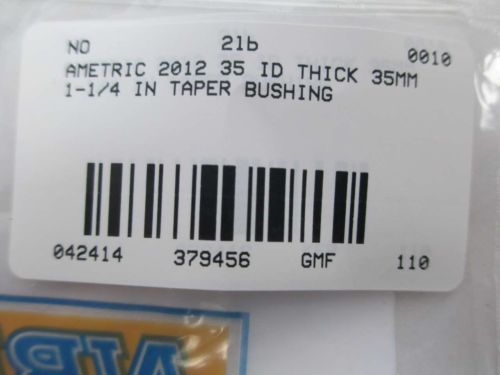 NO 21b 0010
AMETRIC 2012 35 ID THICK 35MM
1-1/4 IN TAPER BUSHING
042414 379456 GMF 110